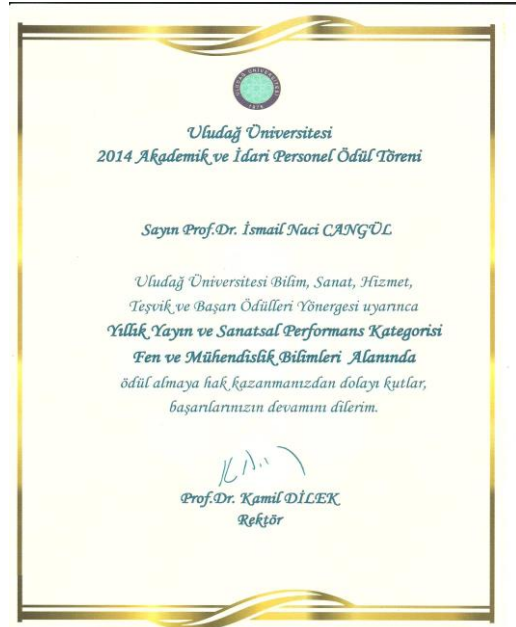 Uludağ Üniversitesi
2014 Akademik ve İdari Personel Ödül Töreni
Sayın Prof.Dr. İsmail Naci CANGÜL
Uludağ Üniversitesi Bilim, Sanat, Hizmet,
Teşvik ve Başarı Ödülleri Yönergesi uyarınca
Yıllık Yayın ve Sanatsal Performans Kategorisi
Fen ve Mühendislik Bilimleri Alanında
ödül almaya hak kazanmanızdan dolayı kutlar,
başarılarınızın devamını dilerim.
Prof.Dr. Kamil DİLEK
Rektör